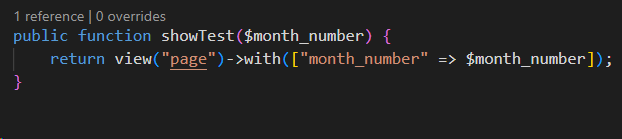 1 reference | 0 overrides
public function showTest($month_number) {
    return view("page")->with(["month_number" => $month_number]);
}